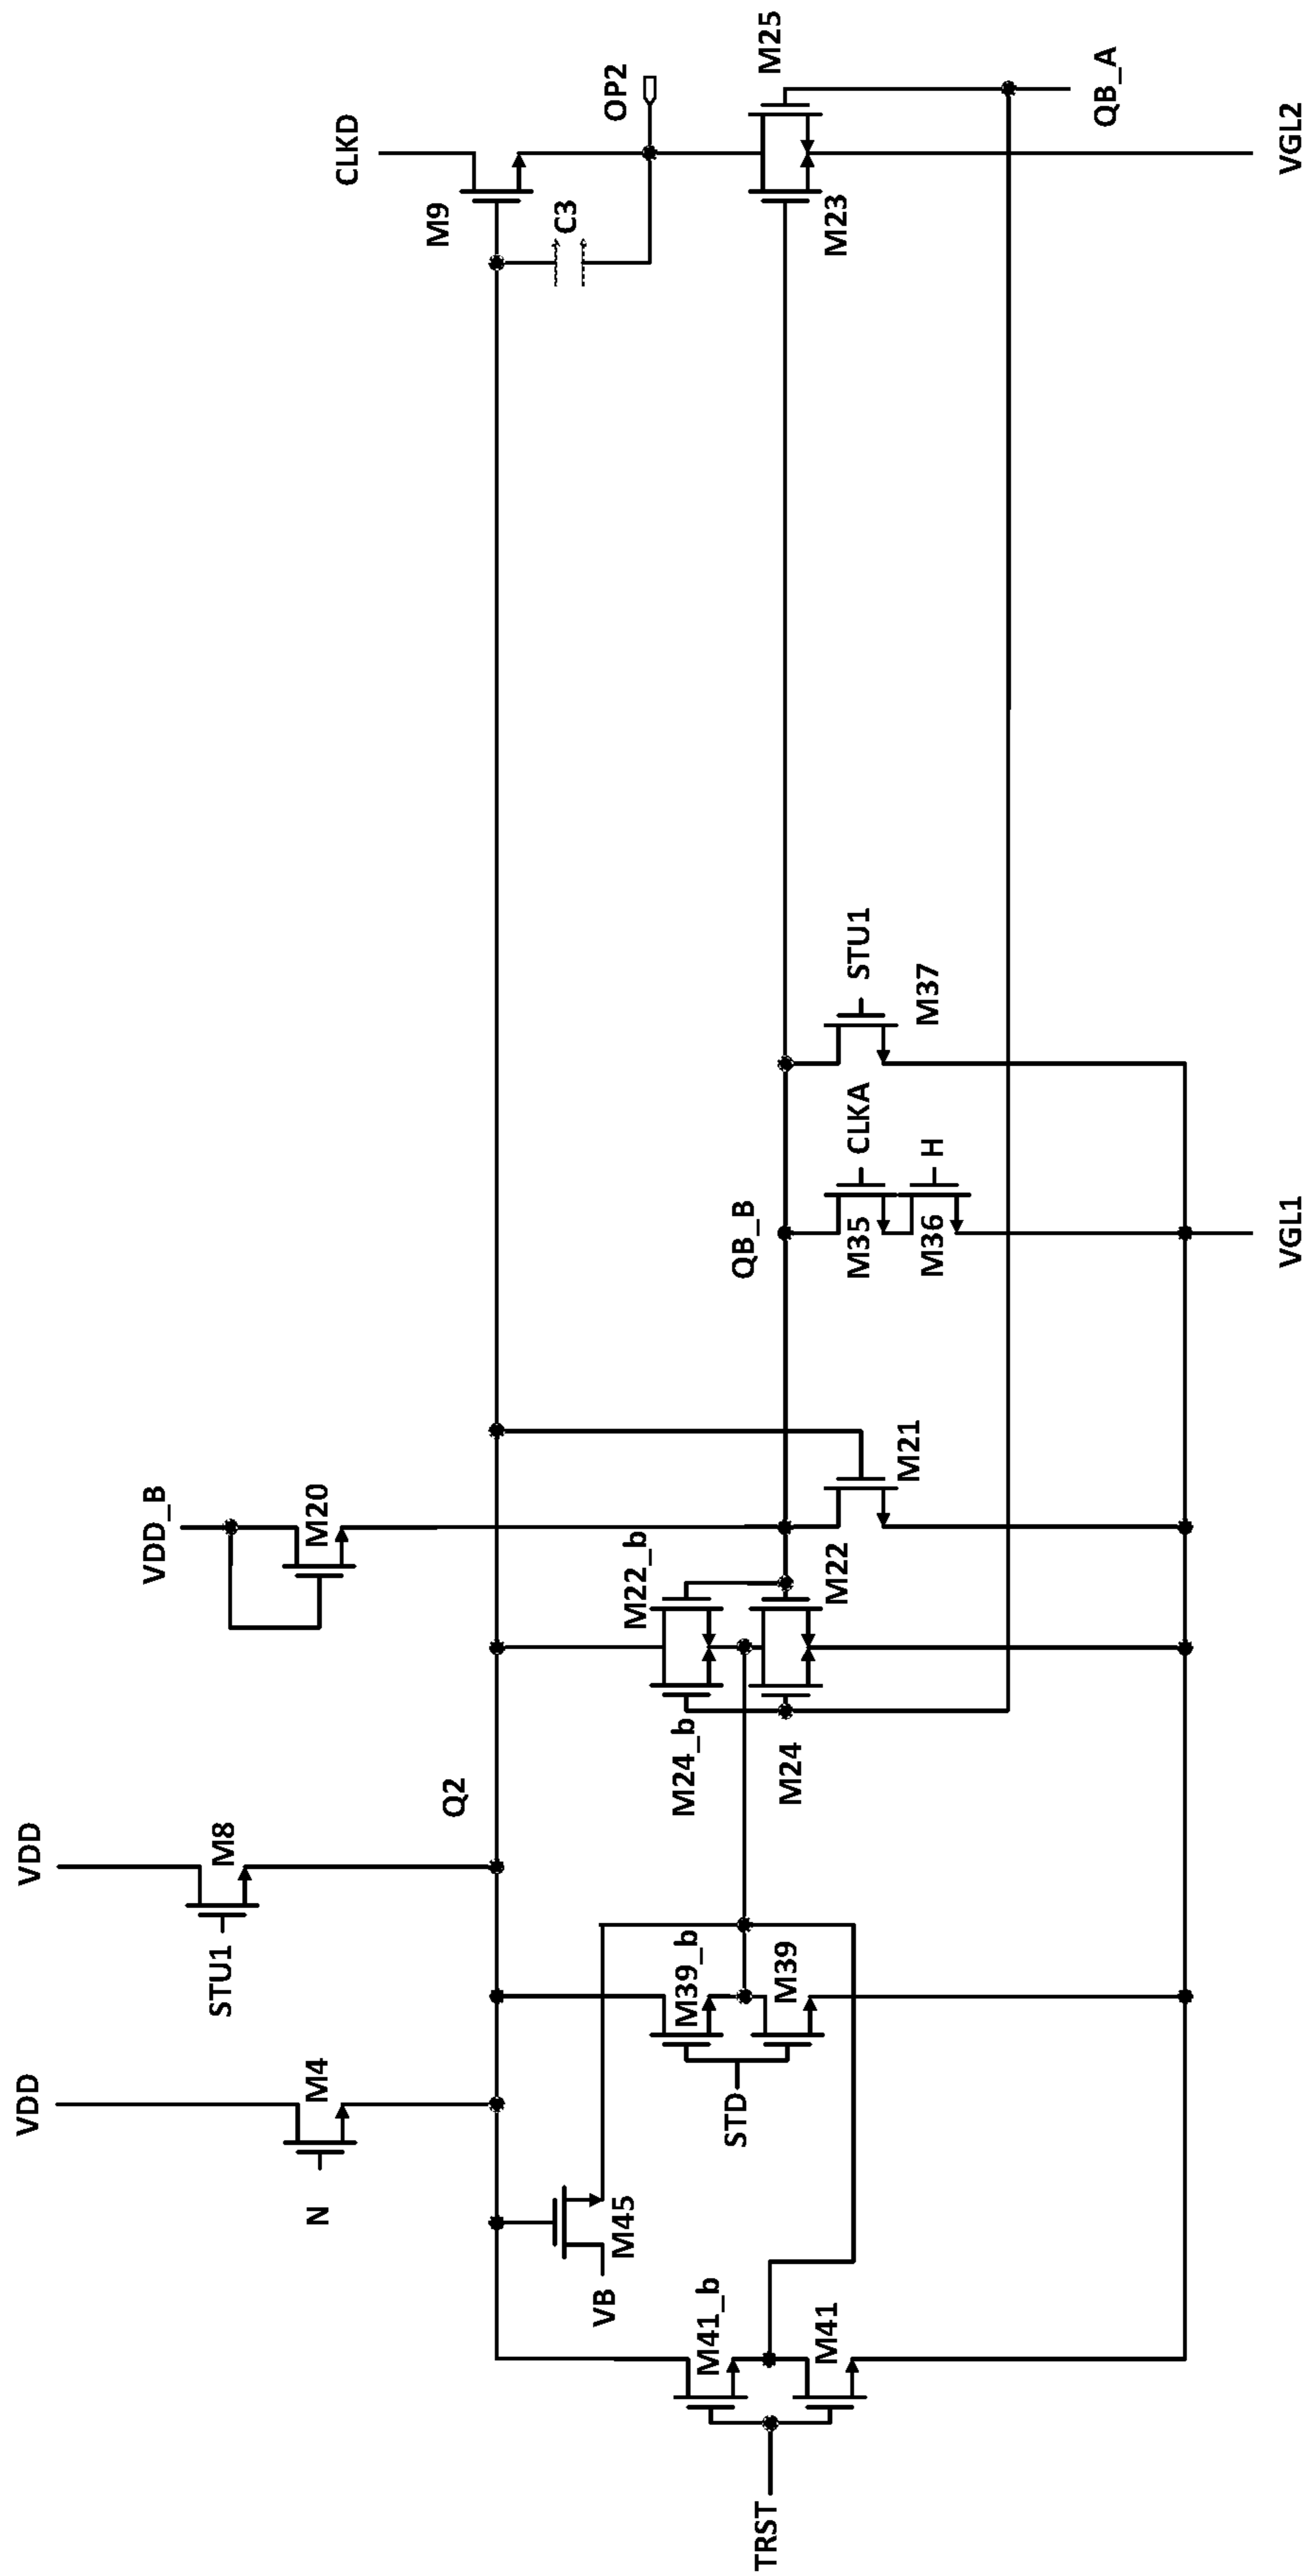 VDD
VDD
VDD_B
CLKD
N
M4
STU1
M8
M20
M9
C3
OP2
Q2
VB
M45
M41_b
M39_b
M24_b
M22_b
QB_B
M25
TRST
M41
STD
M39
M24
M22
M21
M35
CLKA
M36
H
STU1
M37
M23
QB_A
VGL1
VGL2